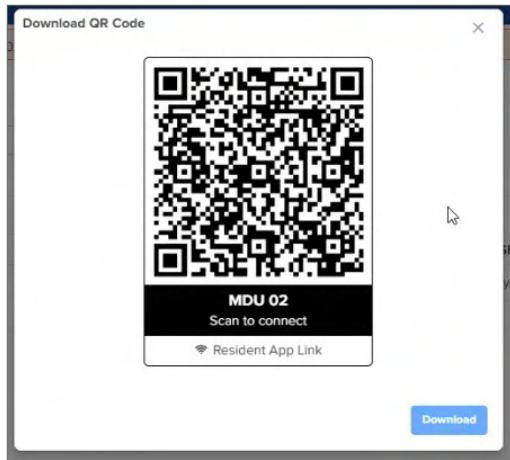 Download QR Code
MDU 02
Scan to connect
Resident App Link
Download